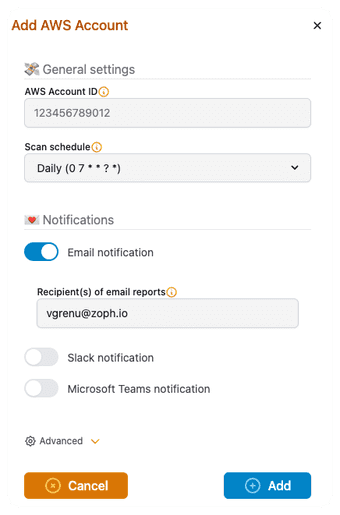 Add AWS Account
General settings
AWS Account ID
123456789012
Scan schedule
Daily (0 7 * * ? *)
Notifications
Email notification
Recipient(s) of email reports
vgrenu@zoph.io
Slack notification
Microsoft Teams notification
Advanced
Cancel
Add